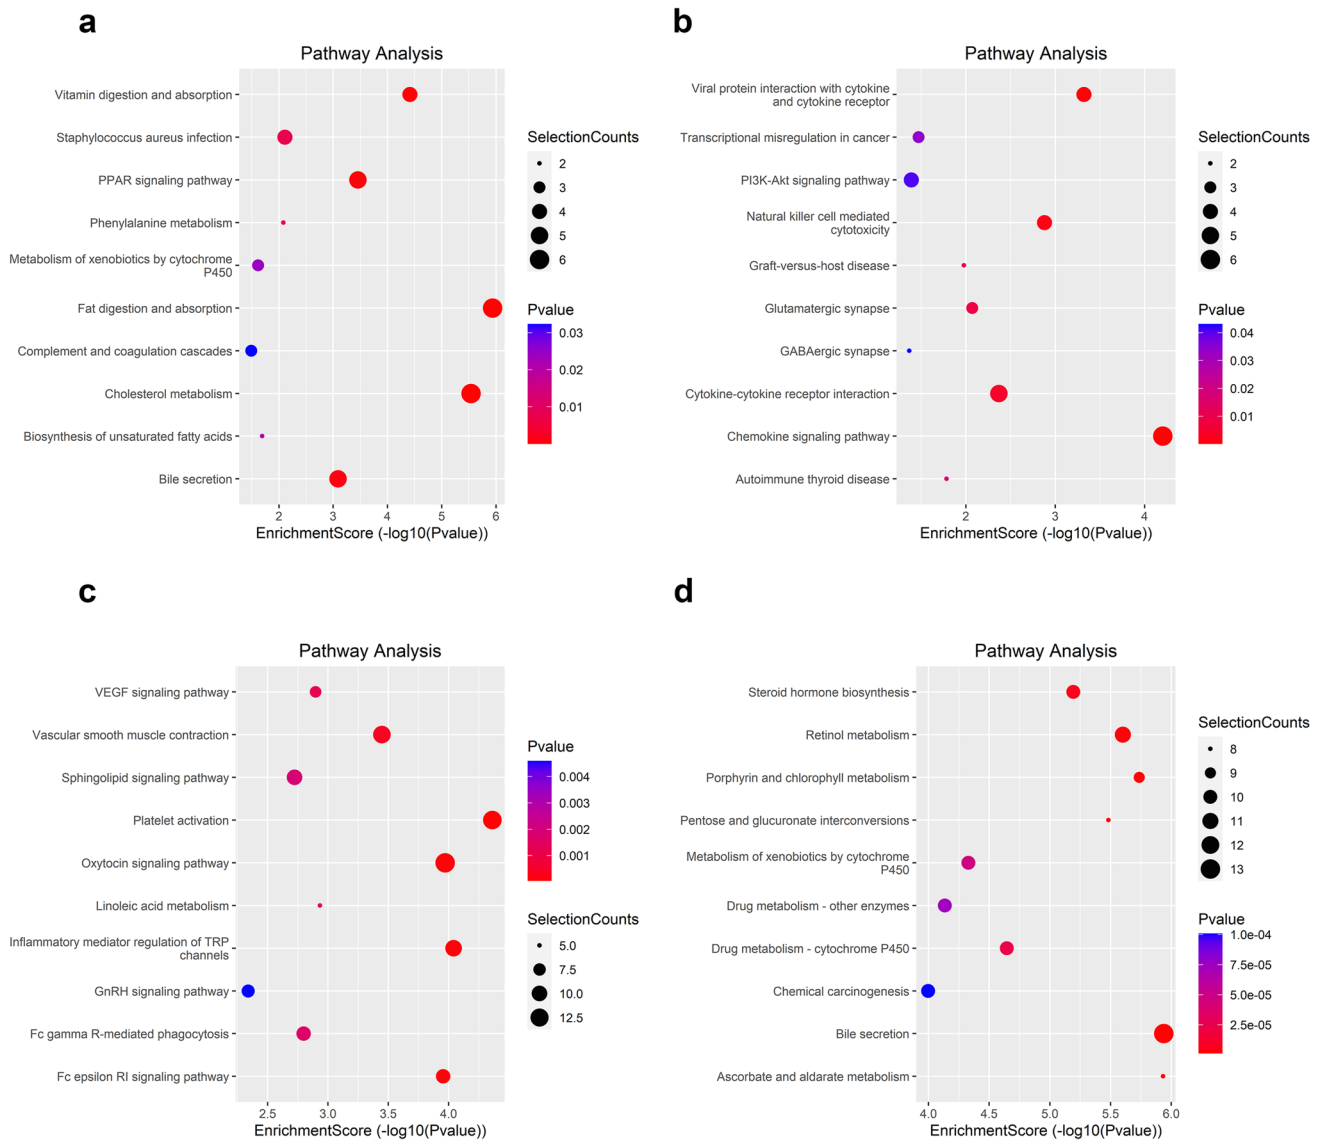 a
Pathway Analysis
Vitamin digestion and absorption
Staphylococcus aureus infection
PPAR signaling pathway
Phenylalanine metabolism
Metabolism of xenobiotics by cytochrome
P450
Fat digestion and absorption
Complement and coagulation cascades
Cholesterol metabolism
Biosynthesis of unsaturated fatty acids
Bile secretion
2 3 4 5 6
EnrichmentScore (-log10(Pvalue))
SelectionCounts
2
3
4
5
6
Pvalue
0.03
0.02
0.01
b
Pathway Analysis
Viral protein interaction with cytokine
and cytokine receptor
Transcriptional misregulation in cancer
PI3K-Akt signaling pathway
Natural killer cell mediated
cytotoxicity
Graft-versus-host disease
Glutamatergic synapse
GABAergic synapse
Cytokine-cytokine receptor interaction
Chemokine signaling pathway
Autoimmune thyroid disease
2 3 4
EnrichmentScore (-log10(Pvalue))
SelectionCounts
2
3
4
5
6
Pvalue
0.04
0.03
0.02
0.01
c
Pathway Analysis
VEGF signaling pathway
Vascular smooth muscle contraction
Sphingolipid signaling pathway
Platelet activation
Oxytocin signaling pathway
Linoleic acid metabolism
Inflammatory mediator regulation of TRP
channels
GnRH signaling pathway
Fc gamma R-mediated phagocytosis
Fc epsilon RI signaling pathway
2.5 3.0 3.5 4.0
EnrichmentScore (-log10(Pvalue))
Pvalue
0.004
0.003
0.002
0.001
SelectionCounts
5.0
7.5
10.0
12.5
d
Pathway Analysis
Steroid hormone biosynthesis
Retinol metabolism
Porphyrin and chlorophyll metabolism
Pentose and glucuronate interconversions
Metabolism of xenobiotics by cytochrome
P450
Drug metabolism - other enzymes
Drug metabolism - cytochrome P450
Chemical carcinogenesis
Bile secretion
Ascorbate and aldarate metabolism
4.0 4.5 5.0 5.5 6.0
EnrichmentScore (-log10(Pvalue))
SelectionCounts
8
9
10
11
12
13
Pvalue
1.0e-04
7.5e-05
5.0e-05
2.5e-05